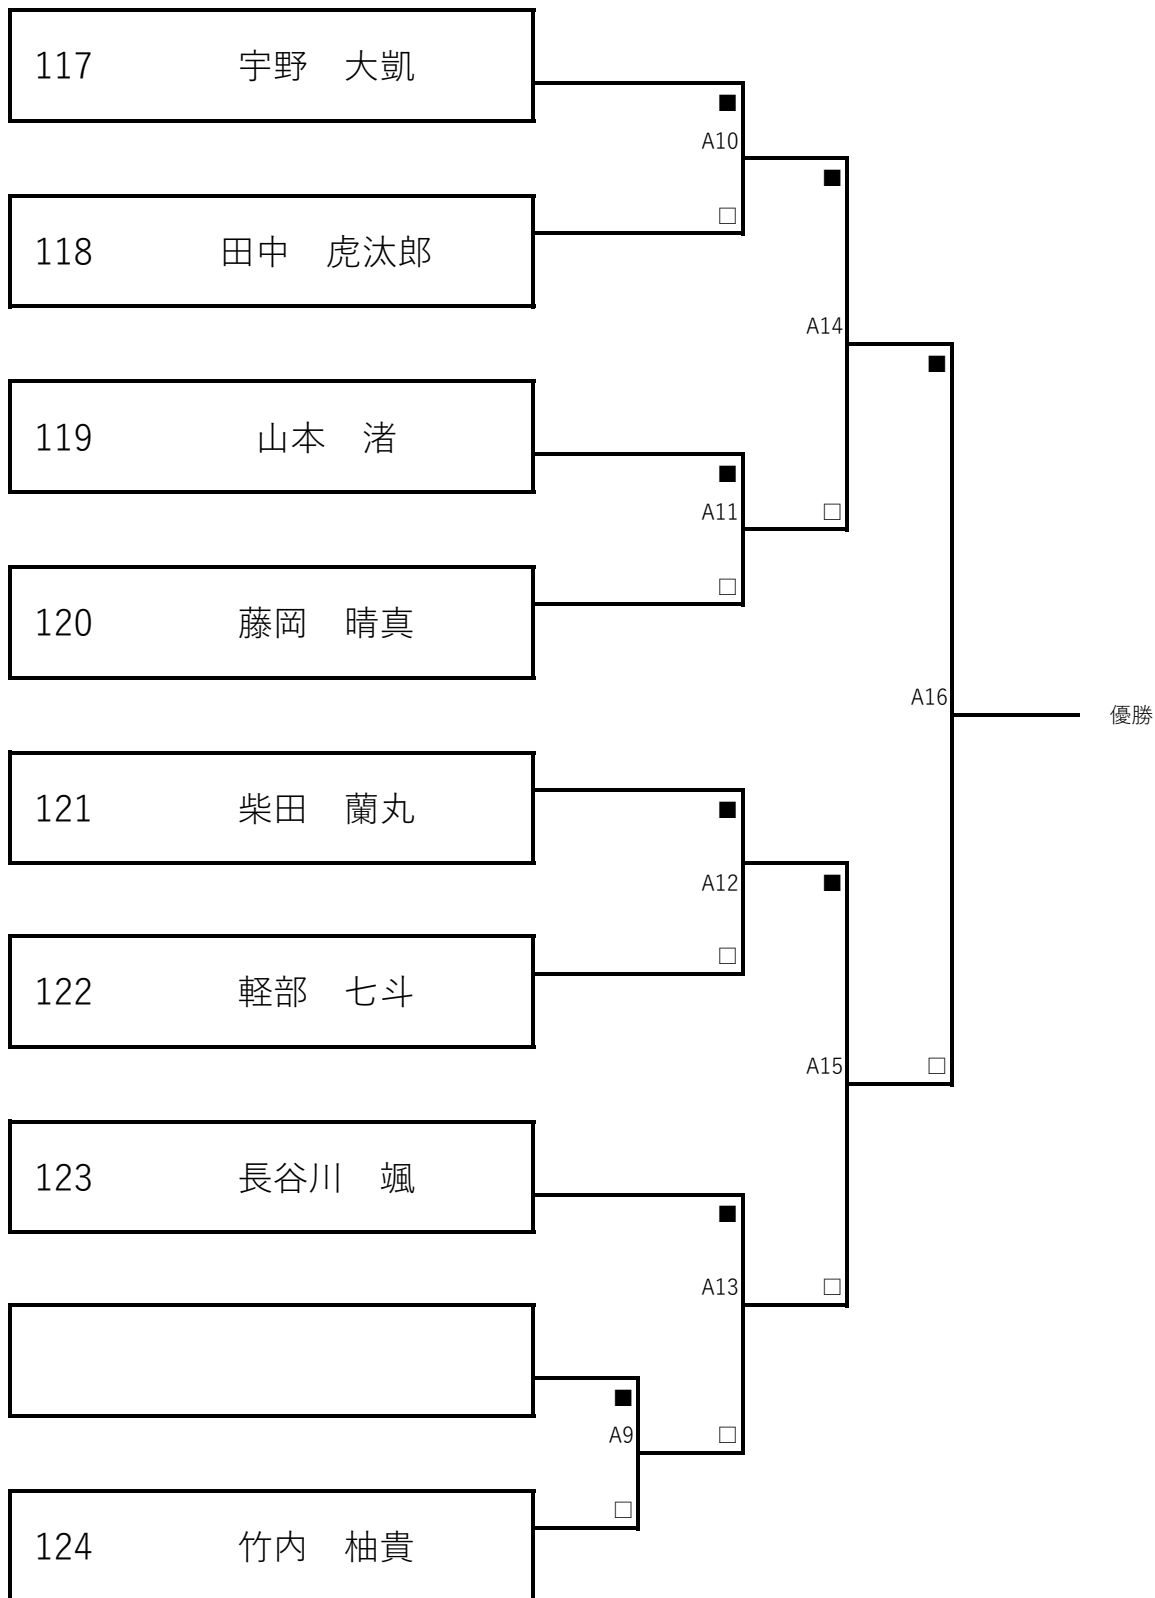 117 宇野　大凱
■
A10
■
□
118 田中　虎汰郎
A14
■
119 山本　渚
■
A11
□
□
120 藤岡　晴真
A16
優勝
121 柴田　蘭丸
■
A12
■
□
122 軽部　七斗
A15
□
123 長谷川　颯
■
A13
□
■
A9
□
□
124 竹内　柚貴